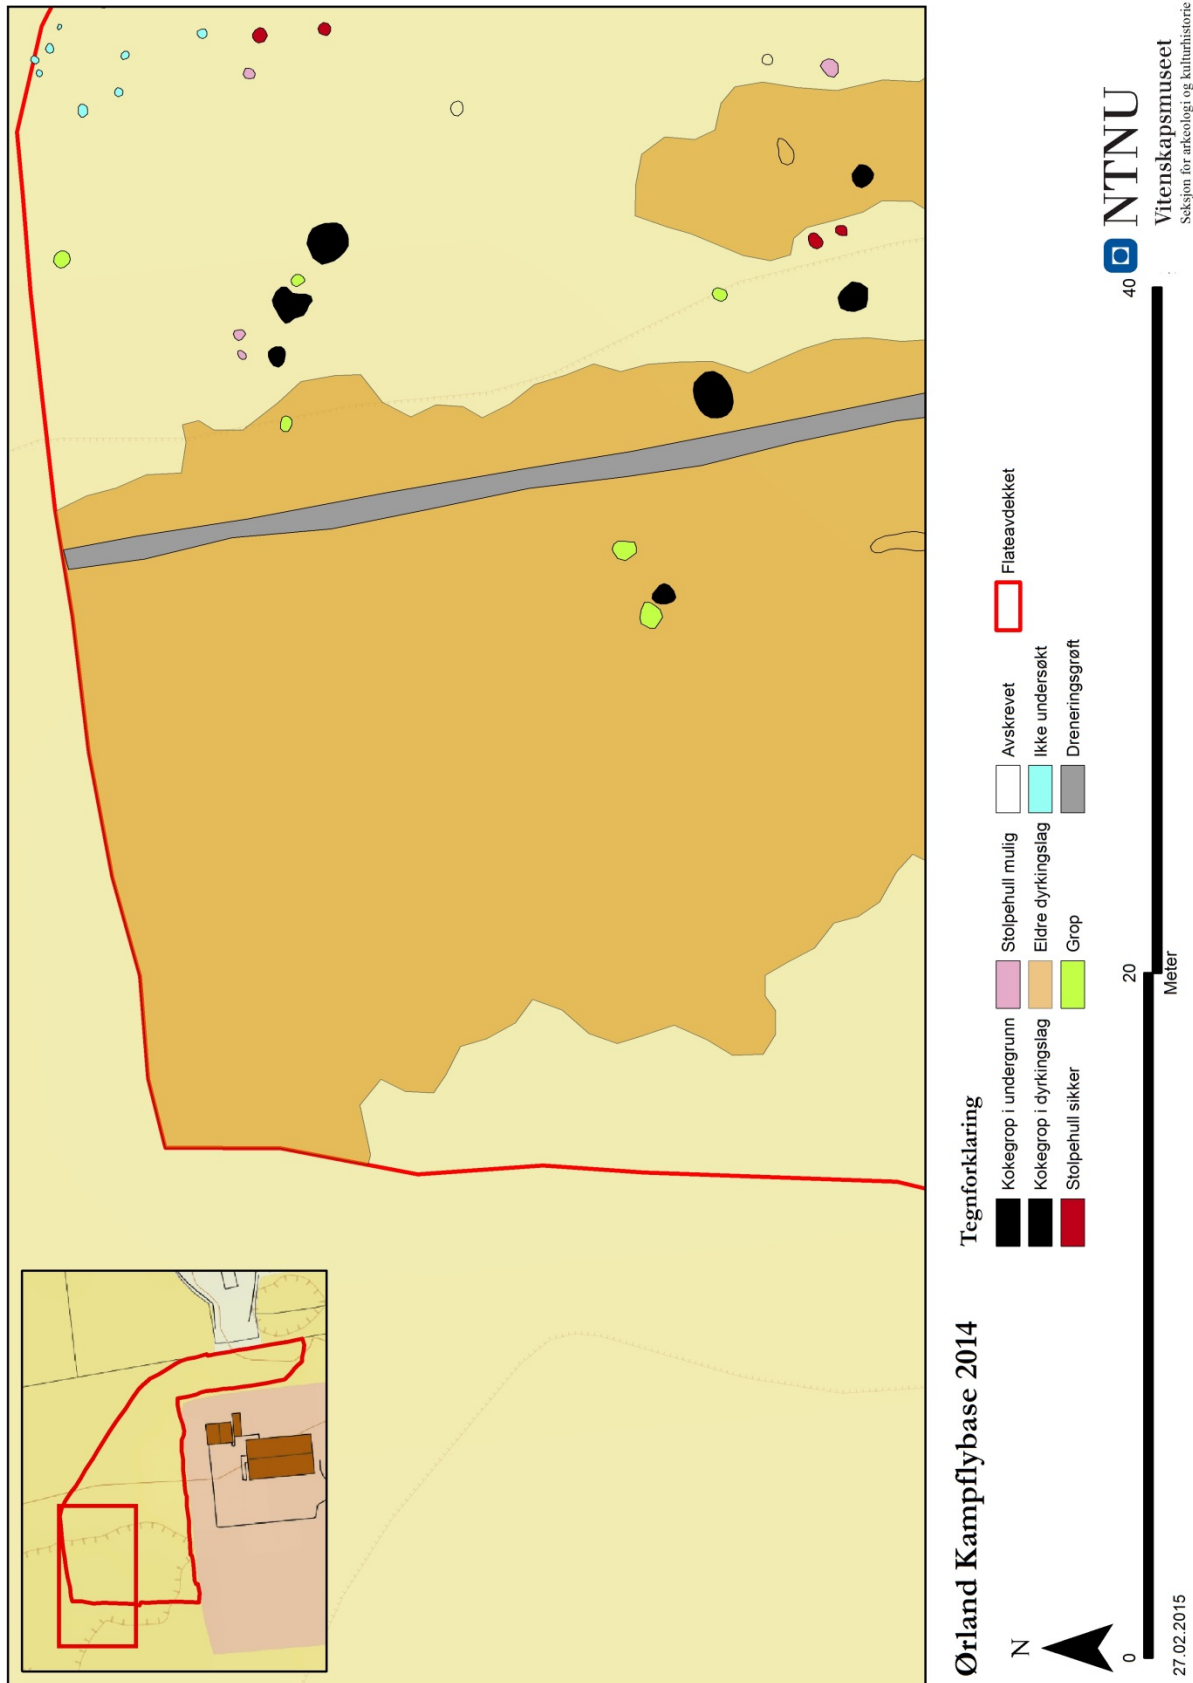 Ørland Kampflybase 2014
Tegnforklaring
Kokegrop i undergrunn
Stolpehull mulig
Avskrevet
Flateavdekket
Kokegrop i dyrkingslag
Eldre dyrkingslag
Ikke undersøkt
Stolpehull sikker
Grop
Dreneringsgrøft
N
0
20
40
Meter
27.02.2015
NTNU
Vitenskapsmuseet
Seksjon for arkeologi og kulturhistorie